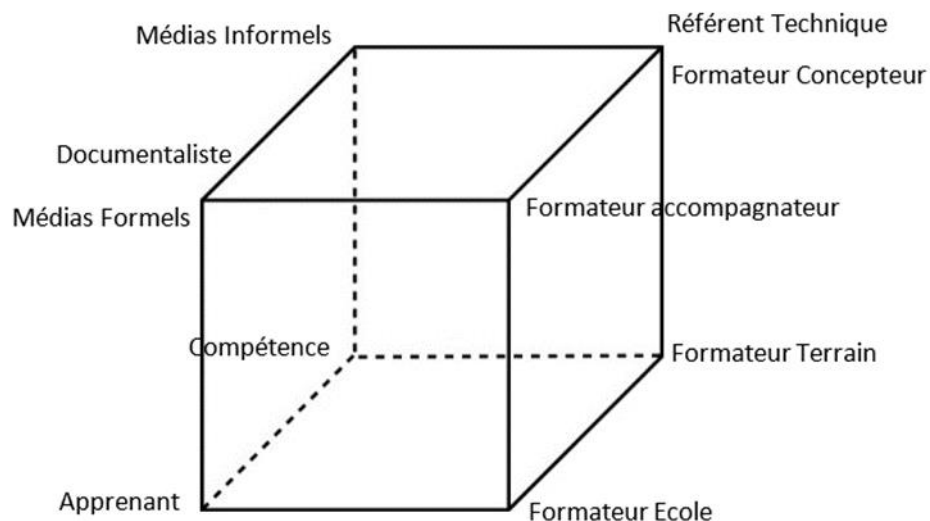 Médias Informels
Référent Technique
Formateur Concepteur
Documentaliste
Médias Formels
Formateur accompagnateur
Compétence
Formateur Terrain
Apprenant
Formateur Ecole